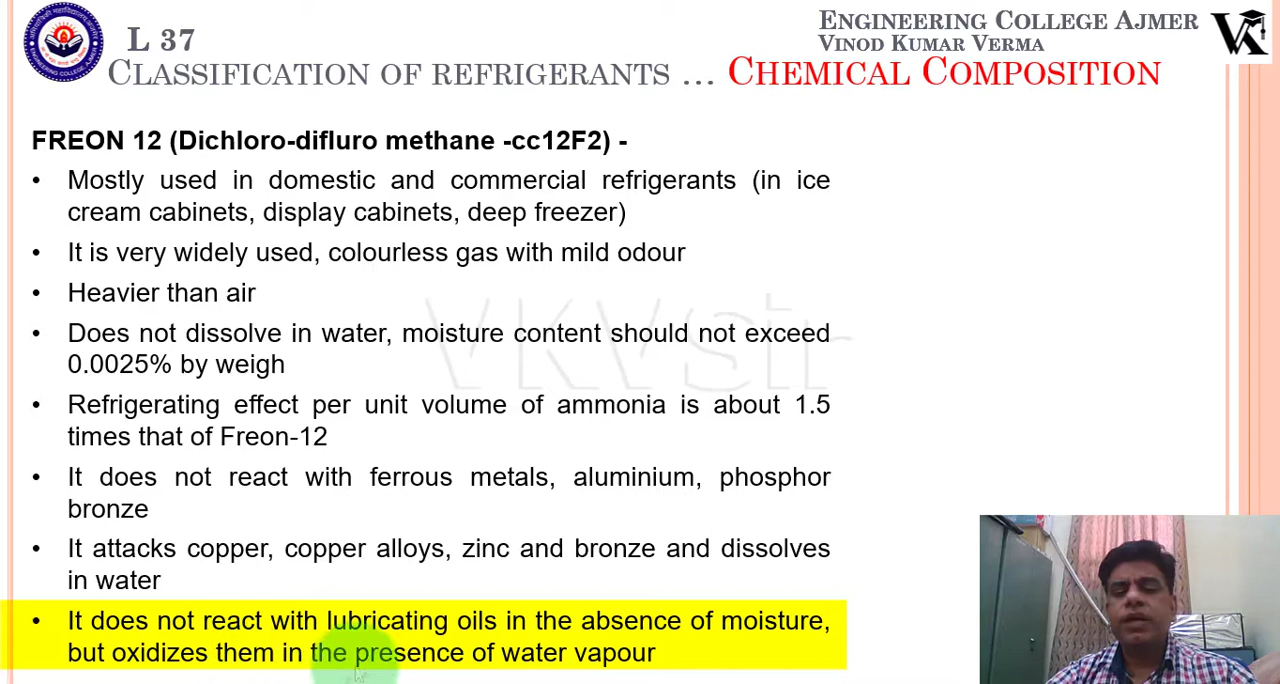 L 37
ENGINEERING COLLEGE AJMER
VINOD KUMAR VERMA
CLASSIFICATION OF REFRIGERANTS ... CHEMICAL COMPOSITION
FREON 12 (Dichloro-difluro methane -cc12F2) -
• Mostly used in domestic and commercial refrigerants (in ice
cream cabinets, display cabinets, deep freezer)
• It is very widely used, colourless gas with mild odour
• Heavier than air
• Does not dissolve in water, moisture content should not exceed
0.0025% by weigh
• Refrigerating effect per unit volume of ammonia is about 1.5
times that of Freon-12
• It does not react with ferrous metals, aluminium, phosphor
bronze
• It attacks copper, copper alloys, zinc and bronze and dissolves
in water
• It does not react with lubricating oils in the absence of moisture,
but oxidizes them in the presence of water vapour
VKVstr